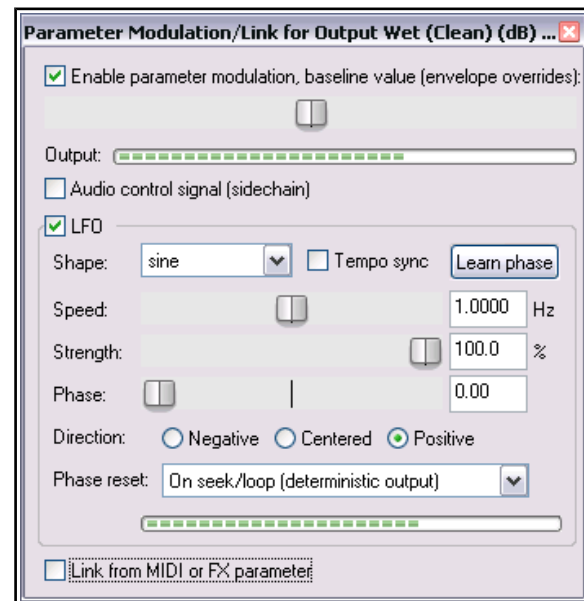 Parameter Modulation/Link for Output Wet (Clean) (dB) ...
Enable parameter modulation, baseline value (envelope overrides):
Output:
Audio control signal (sidechain)
LFO
Shape: sine Tempo sync Learn phase
Speed: 1.0000 Hz
Strength: 100.0 %
Phase: 0.00
Direction: Negative Centered Positive
Phase reset: On seek/loop (deterministic output)
Link from MIDI or FX parameter